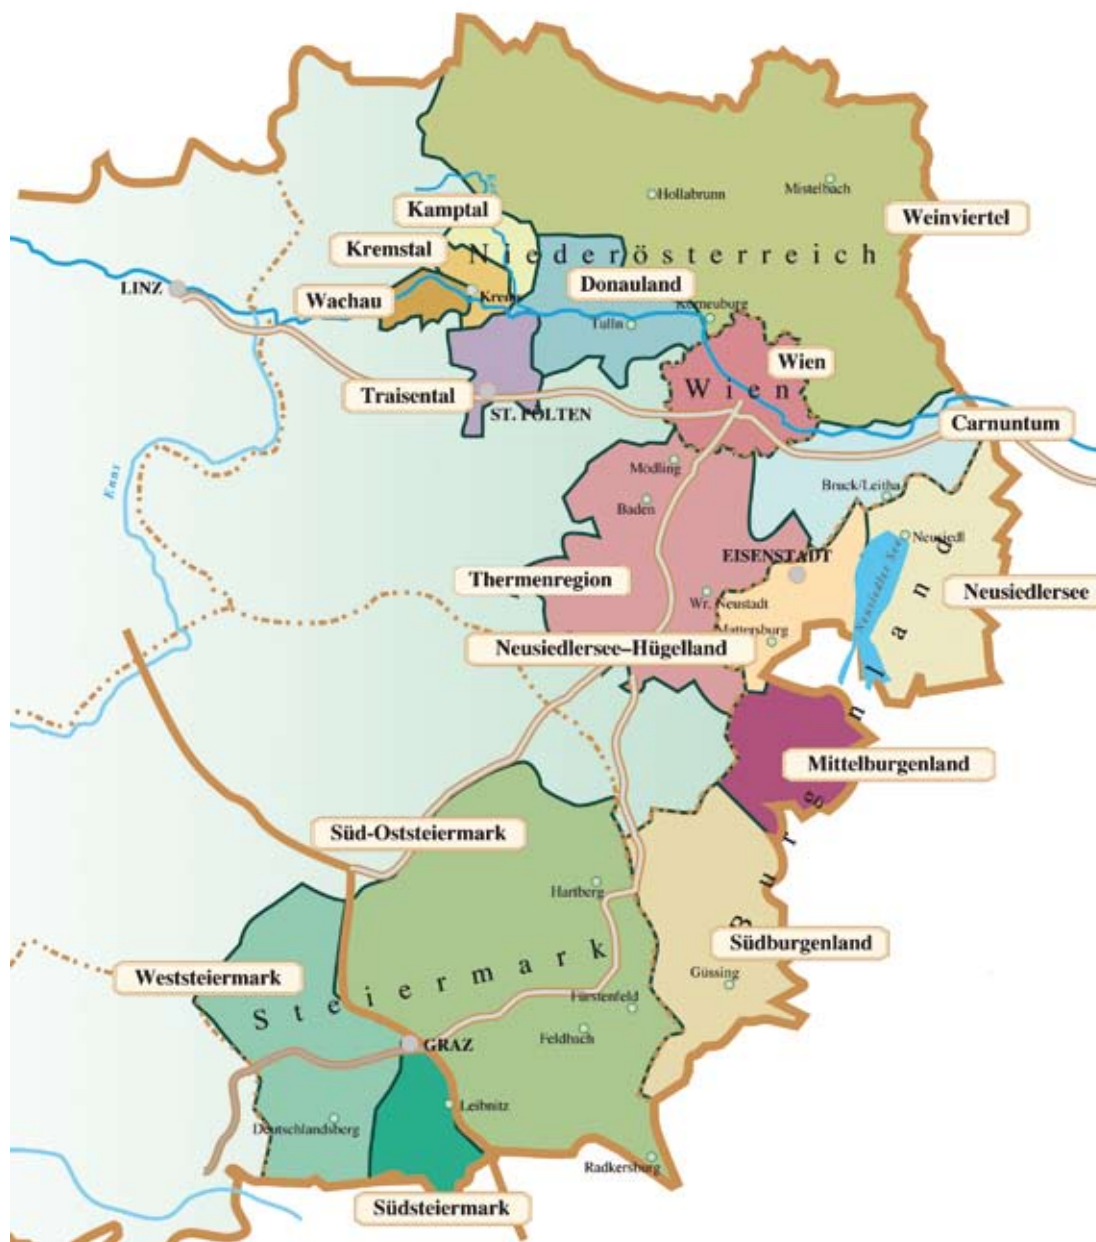 Hollabrunn
Mistelbach
Kamptal
Weinviertel
Kremstal
Niederösterreich
LINZ
Wachau
Krems
Donauland
Korneuburg
Tulln
Wien
Wien
Traisental
ST. PÖLTEN
Carnuntum
Enns
Mödling
Bruck/Leitha
Baden
Neusiedl
EISENSTADT
Thermenregion
Neusiedler See
Neusiedlersee
Wr. Neustadt
Mattersburg
Neusiedlersee–Hügelland
Burgenland
Mittelburgenland
Süd-Oststeiermark
Hartberg
Südburgenland
Weststeiermark
Güssing
Steiermark
Fürstenfeld
Feldbach
GRAZ
Leibnitz
Deutschlandsberg
Radkersburg
Südsteiermark